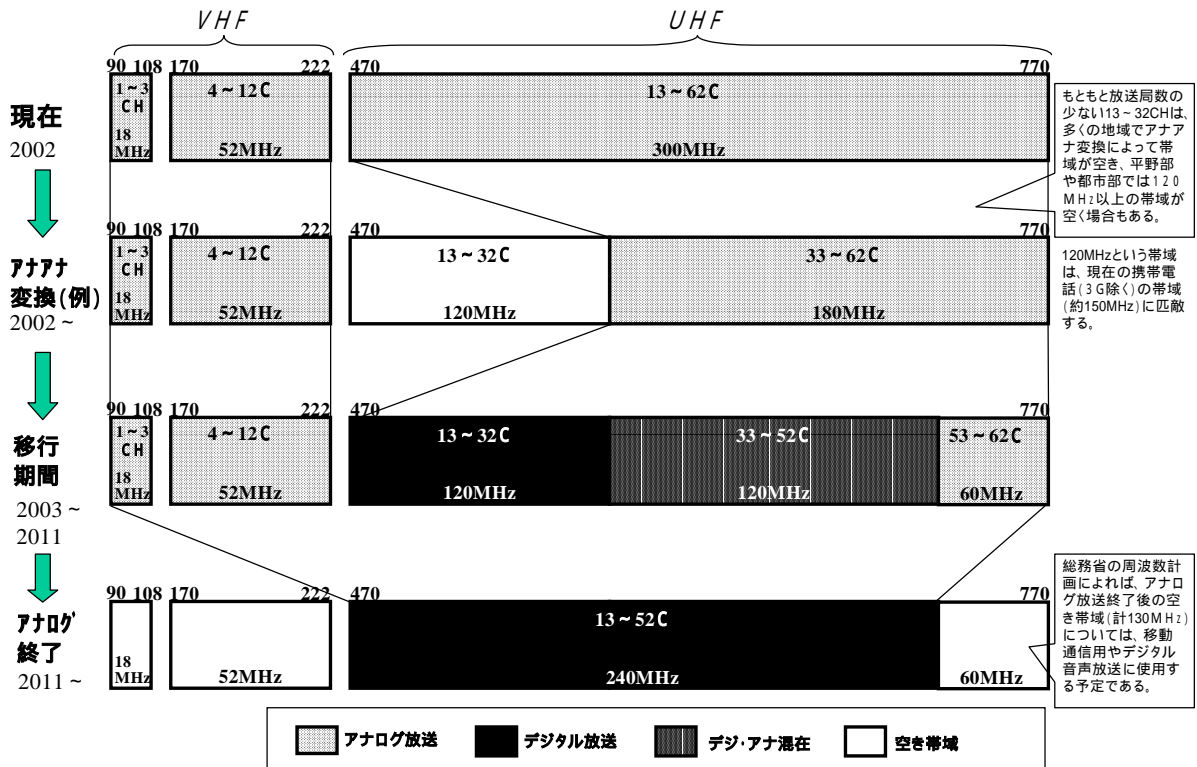 VHF
UHF
90 108 170 222 470 770
1~3
CH
18
MHz
4~12C
52MHz
13~62C
300MHz
現在
2002
もともと放送局数の
少ない13~32CHは、
多くの地域でアナア
ナ変換によって帯
域が空き、平野部
や都市部では120
MHz以上の帯域が
空く場合もある。
90 108 170 222 470 770
1~3
CH
18
MHz
4~12C
52MHz
13~32C
120MHz
33~62C
180MHz
アナアナ
変換(例)
2002~
120MHzという帯域
は、現在の携帯電
話(3G除く)の帯域
(約150MHz)に匹敵
する。
90 108 170 222 470 770
1~3
CH
18
MHz
4~12C
52MHz
13~32C
120MHz
33~52C
120MHz
53~62C
60MHz
移行
期間
2003~
2011
90 108 170 222 470 770
18
MHz
52MHz
13~52C
240MHz
60MHz
アナログ
終了
2011~
総務省の周波数計
画によれば、アナロ
グ放送終了後の空
き帯域(計130MHz)
については、移動
通信用やデジタル
音声放送に使用す
る予定である。
アナログ放送 デジタル放送 デジ・アナ混在 空き帯域